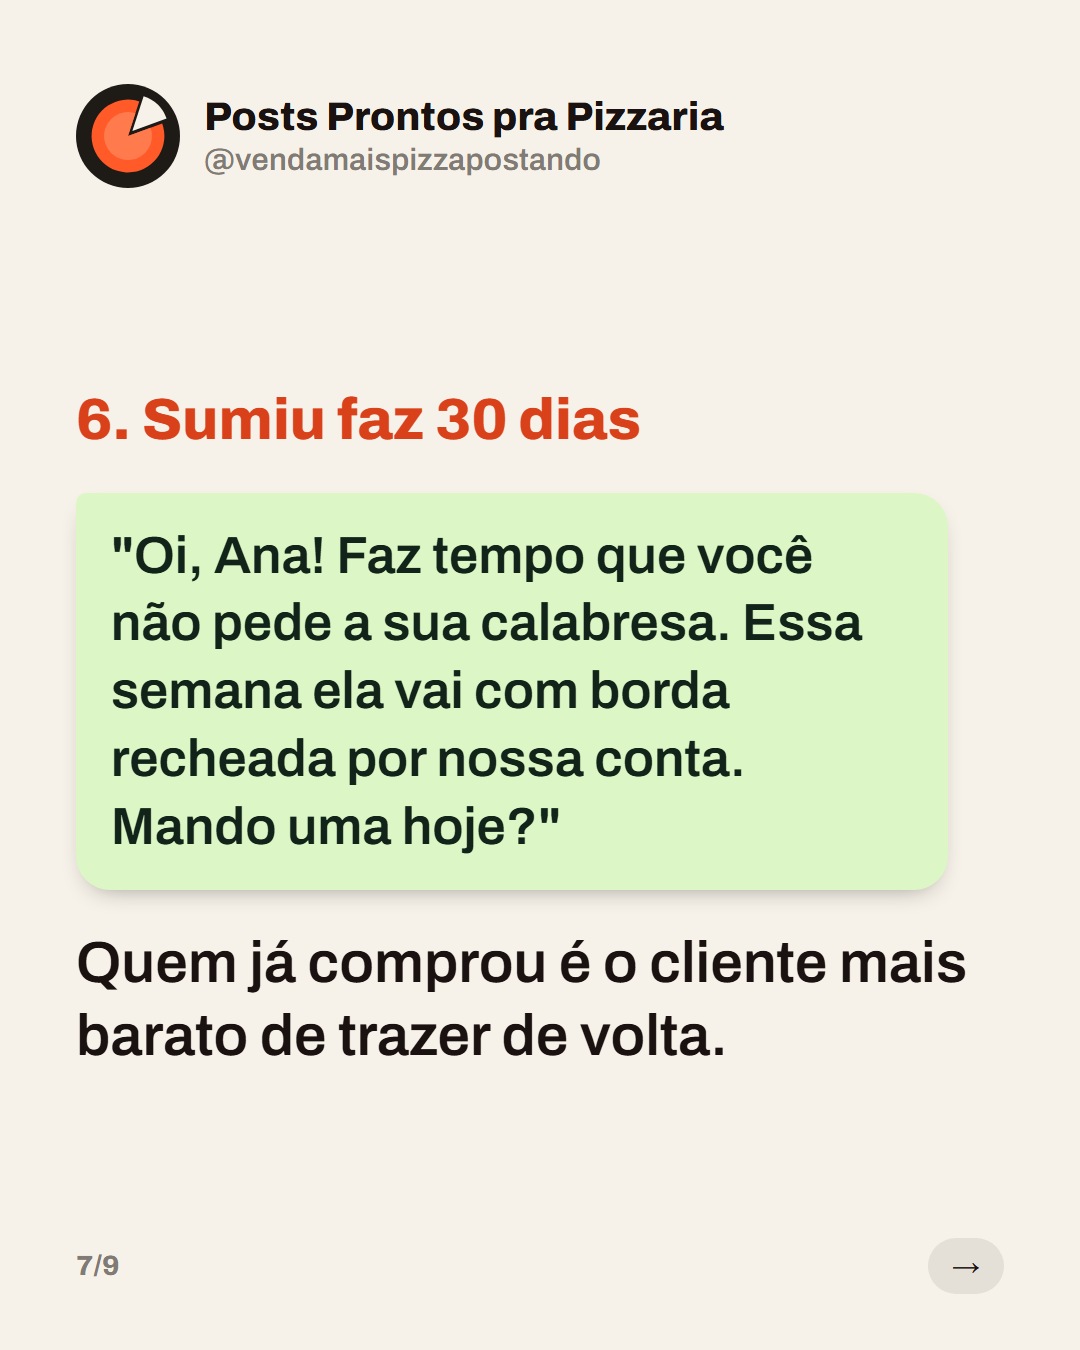 Posts Prontos pra Pizzaria
@vendamaispizzapostando
6. Sumiu faz 30 dias
"Oi, Ana! Faz tempo que você
não pede a sua calabresa. Essa
semana ela vai com borda
recheada por nossa conta.
Mando uma hoje?"
Quem já comprou é o cliente mais
barato de trazer de volta.
7/9
→